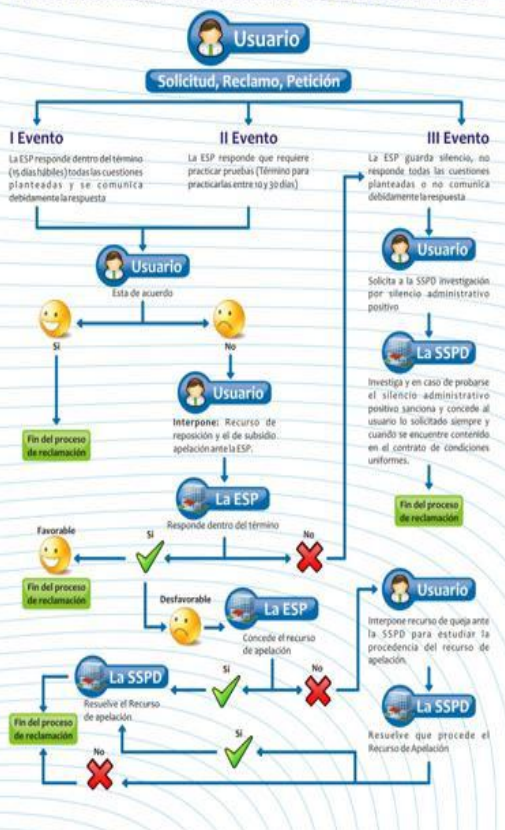 Usuario
Solicitud, Reclamo, Petición
I Evento
La ESP responde dentro del término
(15 días hábiles) todas las cuestiones
planteadas y se comunica
debidamente la respuesta
II Evento
La ESP responde que requiere
practicar pruebas (Término para
practicarlas entre 10 y 30 días)
III Evento
La ESP guarda silencio, no
responde todas las cuestiones
planteadas o no comunica
debidamente la respuesta
Usuario
Esta de acuerdo
Si
No
Usuario
Solicita a la SSPD investigación
por silencio administrativo
positivo
La SSPD
Investiga y en caso de probarse
el silencio administrativo
positivo sanciona y concede al
usuario lo solicitado siempre y
cuando se encuentre contenido
en el contrato de condiciones
uniformes.
Fin del proceso
de reclamación
Usuario
Interpone: Recurso de
reposición y el de subsidio
apelación ante la ESP.
Fin del proceso
de reclamación
La ESP
Responde dentro del término
Favorable
Si
No
Fin del proceso
de reclamación
Desfavorable
La ESP
Concede el recurso
de apelación
Usuario
Interpone recurso de queja ante
la SSPD para estudiar la
procedencia del recurso de
apelación.
Si
No
La SSPD
Resuelve el Recurso
de apelación
La SSPD
Resuelve que procede el
Recurso de Apelación
Fin del proceso
de reclamación
Si
No